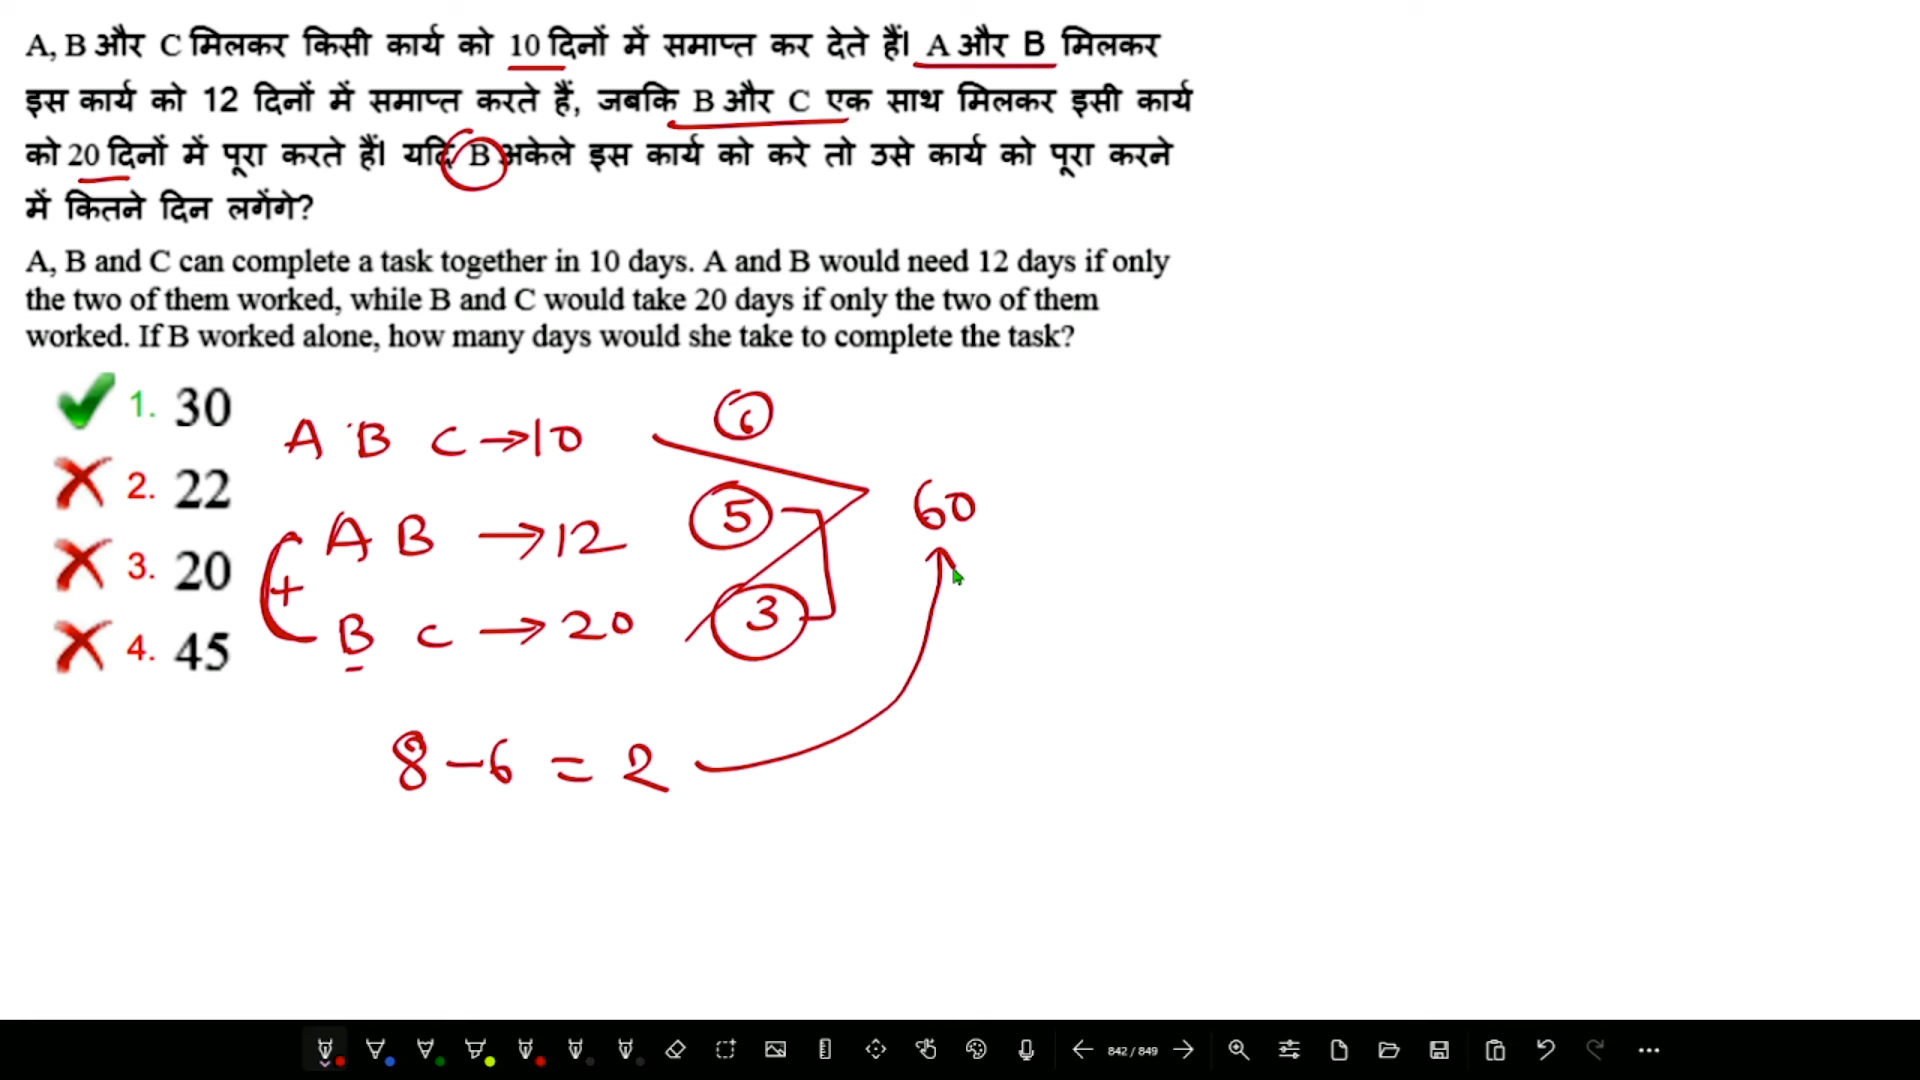 A, B और C मिलकर किसी कार्य को 10 दिनों में समाप्त कर देते हैं। A और B मिलकर
इस कार्य को 12 दिनों में समाप्त करते हैं, जबकि B और C एक साथ मिलकर इसी कार्य
को 20 दिनों में पूरा करते हैं। यदि B अकेले इस कार्य को करे तो उसे कार्य को पूरा करने
में कितने दिन लगेंगे?
A, B and C can complete a task together in 10 days. A and B would need 12 days if only
the two of them worked, while B and C would take 20 days if only the two of them
worked. If B worked alone, how many days would she take to complete the task?
1. 30
2. 22
3. 20
4. 45
A B C → 10 6
A B → 12 5 60
+
B C → 20 3
8 - 6 = 2
842 / 849